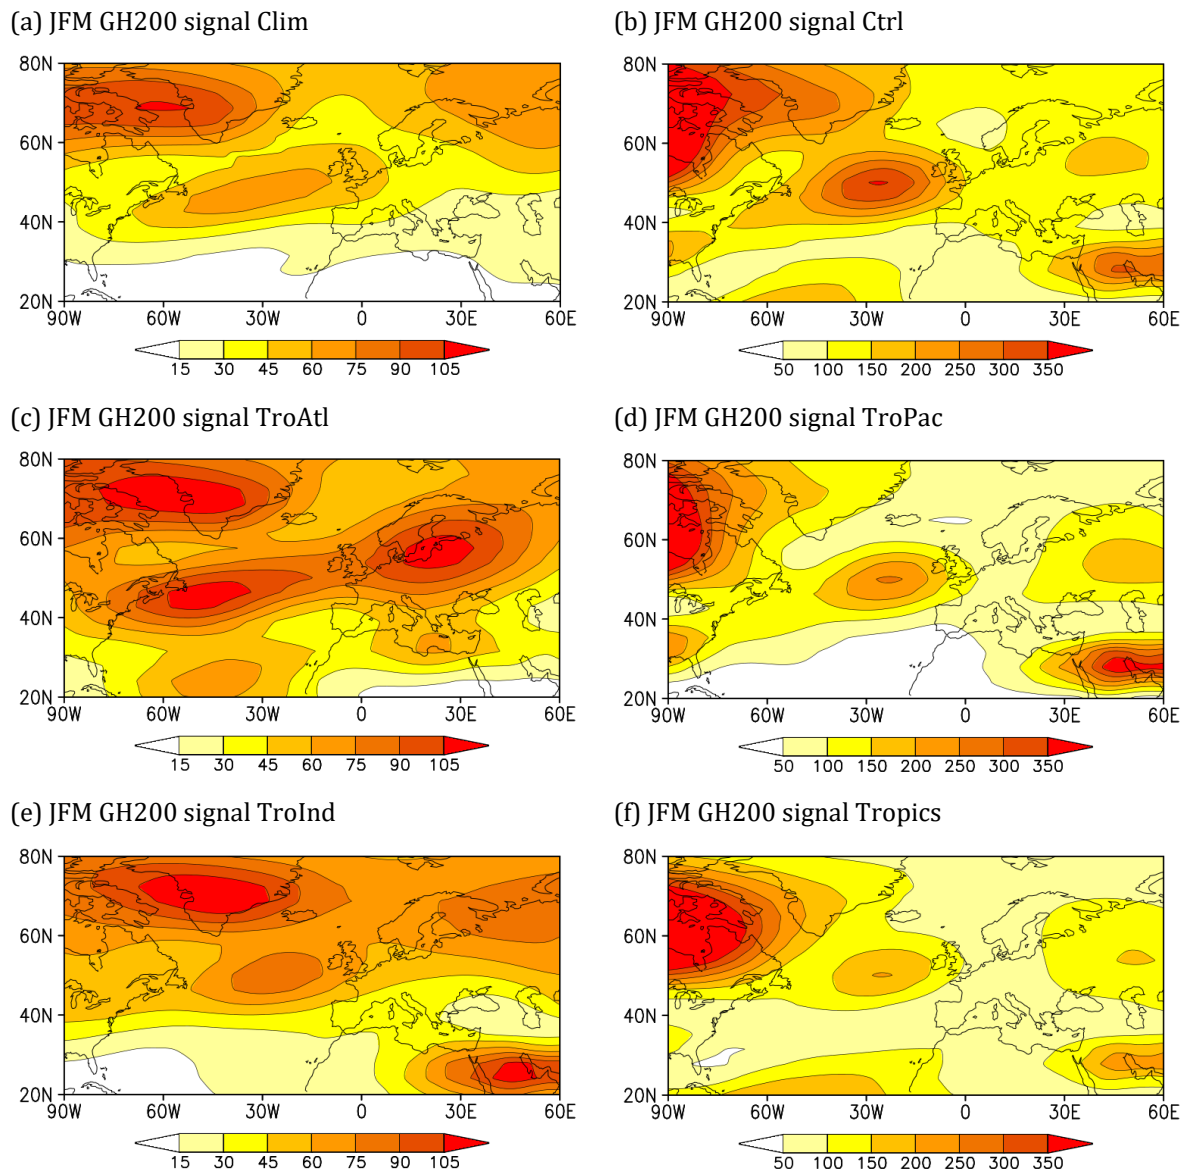 (a) JFM GH200 signal Clim
(b) JFM GH200 signal Ctrl
80N
60N
40N
20N
90W 60W 30W 0 30E 60E
15 30 45 60 75 90 105
80N
60N
40N
20N
90W 60W 30W 0 30E 60E
50 100 150 200 250 300 350
(c) JFM GH200 signal TroAtl
(d) JFM GH200 signal TroPac
80N
60N
40N
20N
90W 60W 30W 0 30E 60E
15 30 45 60 75 90 105
80N
60N
40N
20N
90W 60W 30W 0 30E 60E
50 100 150 200 250 300 350
(e) JFM GH200 signal TroInd
(f) JFM GH200 signal Tropics
80N
60N
40N
20N
90W 60W 30W 0 30E 60E
15 30 45 60 75 90 105
80N
60N
40N
20N
90W 60W 30W 0 30E 60E
50 100 150 200 250 300 350